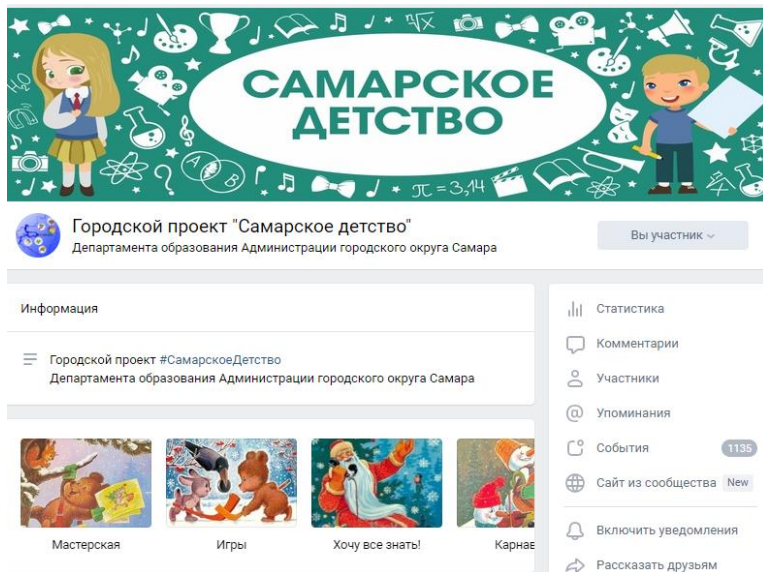 H₂O
√x
САМАРСКОЕ
ДЕТСТВО
A B
π = 3,14
Городской проект "Самарское детство"
Департамента образования Администрации городского округа Самара
Вы участник
Информация
Городской проект #СамарскоеДетство
Департамента образования Администрации городского округа Самара
Мастерская
Игры
Хочу все знать!
Карнав
Статистика
Комментарии
Участники
Упоминания
События 1135
Сайт из сообщества New
Включить уведомления
Рассказать друзьям